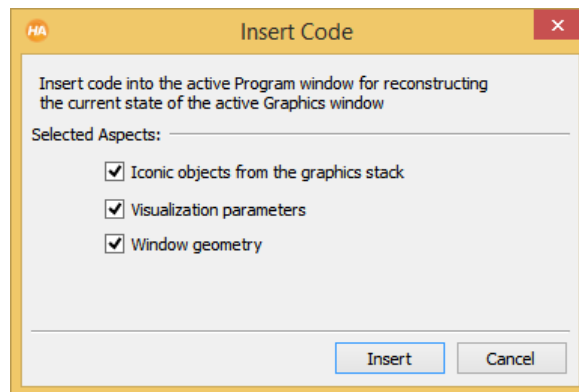 HA
Insert Code
Insert code into the active Program window for reconstructing
the current state of the active Graphics window
Selected Aspects:
Iconic objects from the graphics stack
Visualization parameters
Window geometry
Insert Cancel